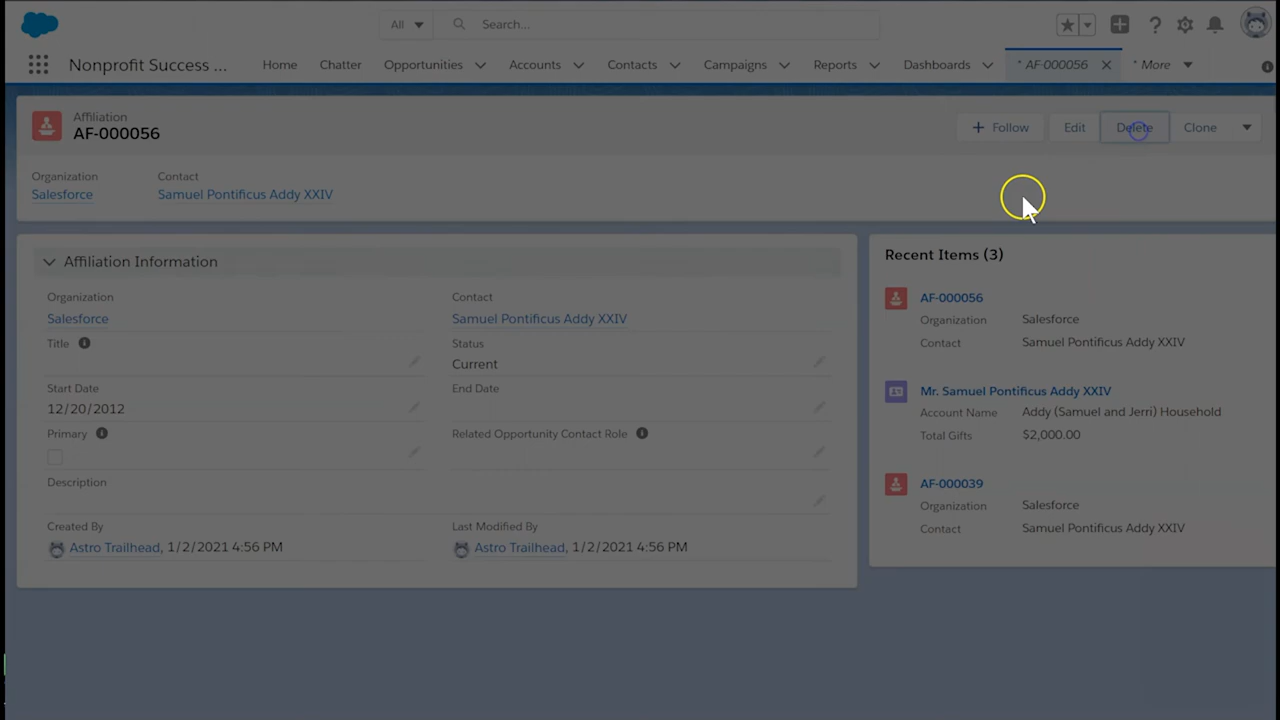 All
Search...
Nonprofit Success ...
Home
Chatter
Opportunities
Accounts
Contacts
Campaigns
Reports
Dashboards
* AF-000056
* More
Affiliation
AF-000056
+ Follow
Edit
Delete
Clone
Organization
Contact
Salesforce
Samuel Pontificus Addy XXIV
Affiliation Information
Organization
Salesforce
Contact
Samuel Pontificus Addy XXIV
Title
Status
Current
Start Date
12/20/2012
End Date
Primary
Related Opportunity Contact Role
Description
Created By
Astro Trailhead, 1/2/2021 4:56 PM
Last Modified By
Astro Trailhead, 1/2/2021 4:56 PM
Recent Items (3)
AF-000056
Organization Salesforce
Contact Samuel Pontificus Addy XXIV
Mr. Samuel Pontificus Addy XXIV
Account Name Addy (Samuel and Jerri) Household
Total Gifts $2,000.00
AF-000039
Organization Salesforce
Contact Samuel Pontificus Addy XXIV